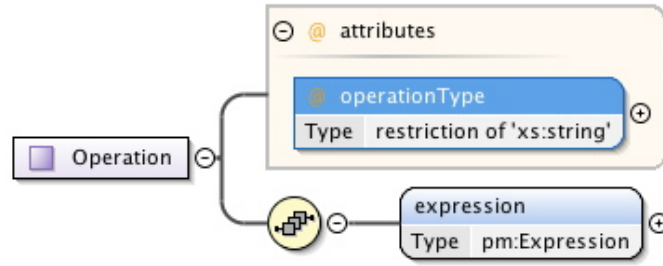 @ attributes
@ operationType
Type restriction of 'xs:string'
Operation
expression
Type pm:Expression